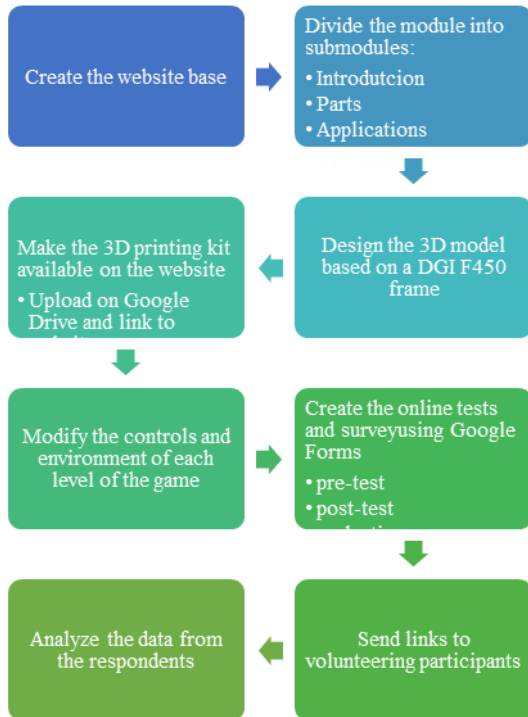 Create the website base
Divide the module into
submodules:
• Introdutcion
• Parts
• Applications
Design the 3D model
based on a DGI F450
frame
Make the 3D printing kit
available on the website
• Upload on Google
Drive and link to
Modify the controls and
environment of each
level of the game
Create the online tests
and surveyusing Google
Forms
• pre-test
• post-test
Send links to
volunteering participants
Analyze the data from
the respondents